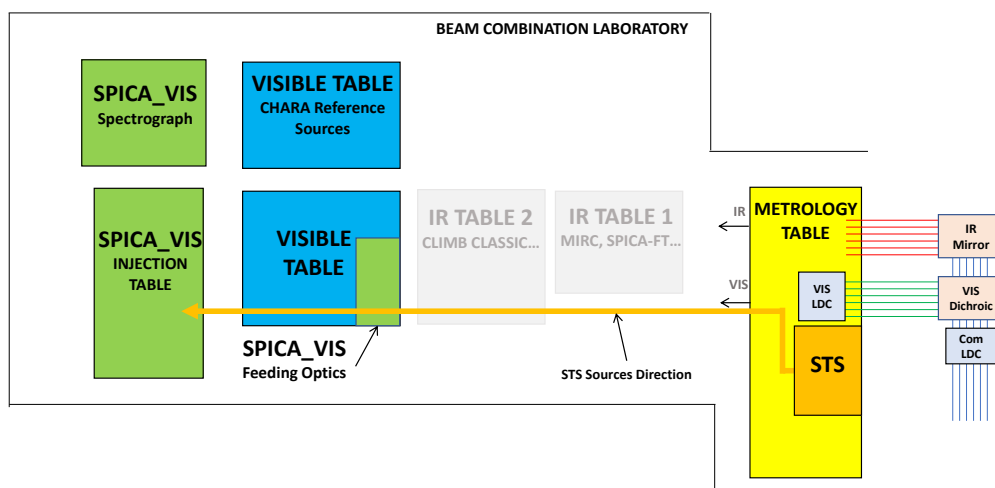 BEAM COMBINATION LABORATORY
SPICA_VIS
Spectrograph
VISIBLE TABLE
CHARA Reference
Sources
SPICA_VIS
INJECTION
TABLE
VISIBLE
TABLE
IR TABLE 2
CLIMB CLASSIC...
IR TABLE 1
MIRC, SPICA-FT...
IR
VIS
METROLOGY
TABLE
VIS
LDC
STS
IR
Mirror
VIS
Dichroic
Com
LDC
SPICA_VIS
Feeding Optics
STS Sources Direction